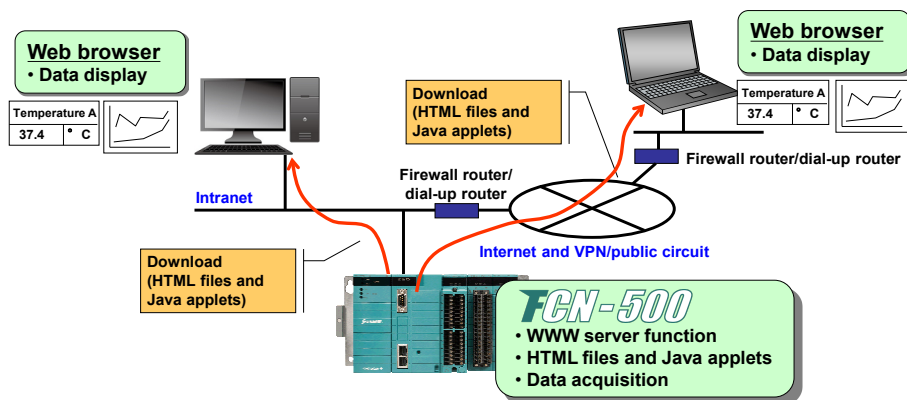 Web browser
• Data display
Temperature A
37.4 ° C
Download
(HTML files and
Java applets)
Web browser
• Data display
Temperature A
37.4 ° C
Firewall router/dial-up router
Firewall router/
dial-up router
Intranet
Internet and VPN/public circuit
Download
(HTML files and
Java applets)
FCN-500
• WWW server function
• HTML files and Java applets
• Data acquisition